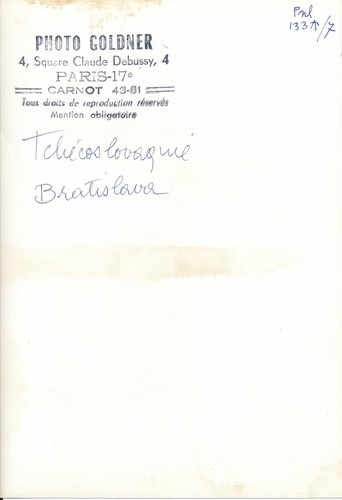 Pnl
133 /7
PHOTO GOLDNER
4, Square Claude Debussy, 4
PARIS-17e
CARNOT 43-81
Tous droits de reproduction réservés
Mention obligatoire
Tchécoslovaquie
Bratislava